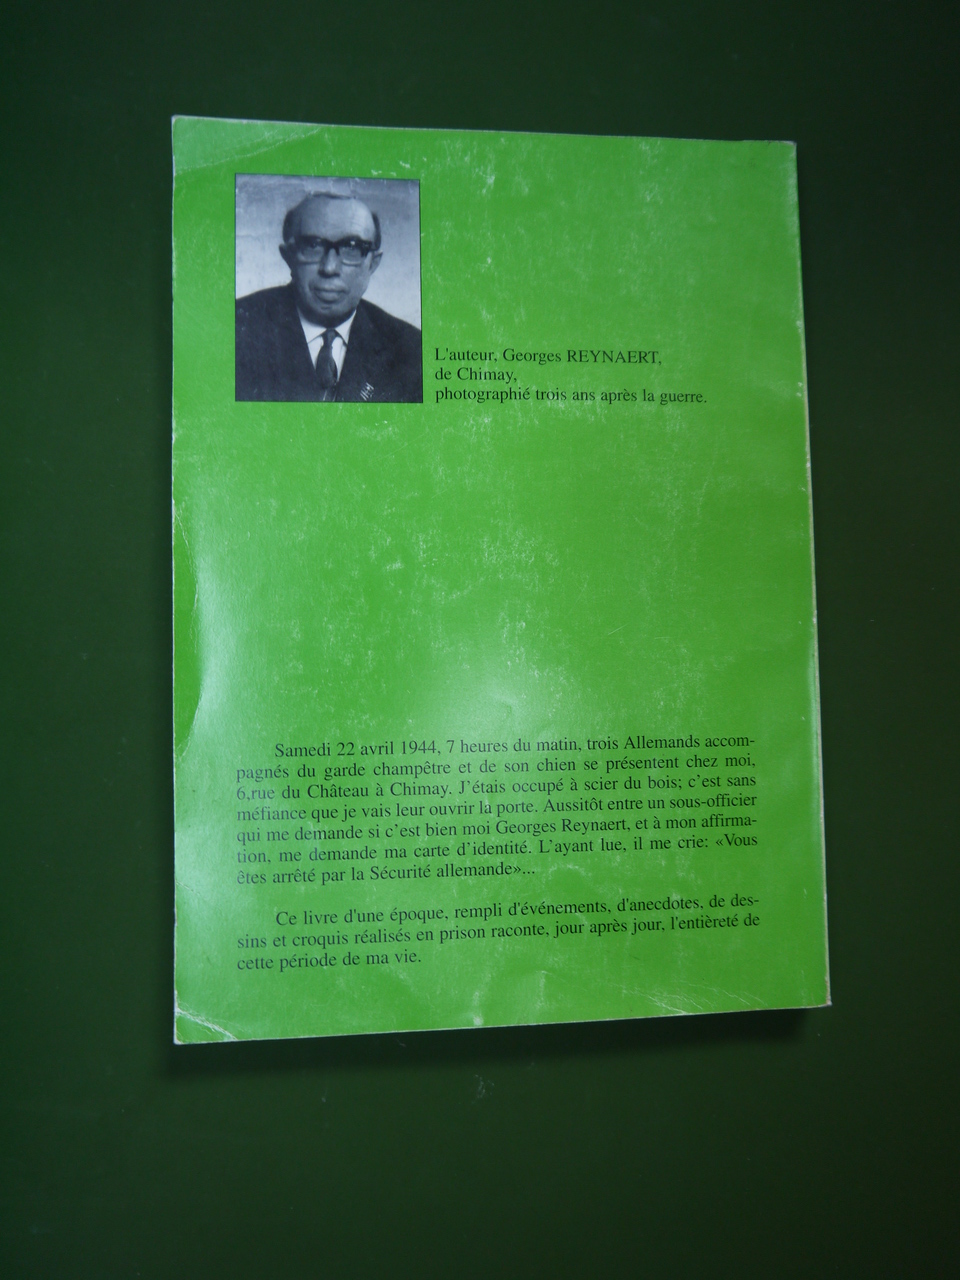 L'auteur, Georges REYNAERT,
de Chimay,
photographié trois ans après la guerre.
Samedi 22 avril 1944, 7 heures du matin, trois Allemands accom-
pagnés du garde champêtre et de son chien se présentent chez moi,
6,rue du Château à Chimay. J'étais occupé à scier du bois; c'est sans
méfiance que je vais leur ouvrir la porte. Aussitôt entre un sous-officier
qui me demande si c'est bien moi Georges Reynaert, et à mon affirma-
tion, me demande ma carte d'identité. L'ayant lue, il me crie: «Vous
êtes arrêté par la Sécurité allemande»...
Ce livre d'une époque, rempli d'événements, d'anecdotes, de des-
sins et croquis réalisés en prison raconte, jour après jour, l'entièreté de
cette période de ma vie.